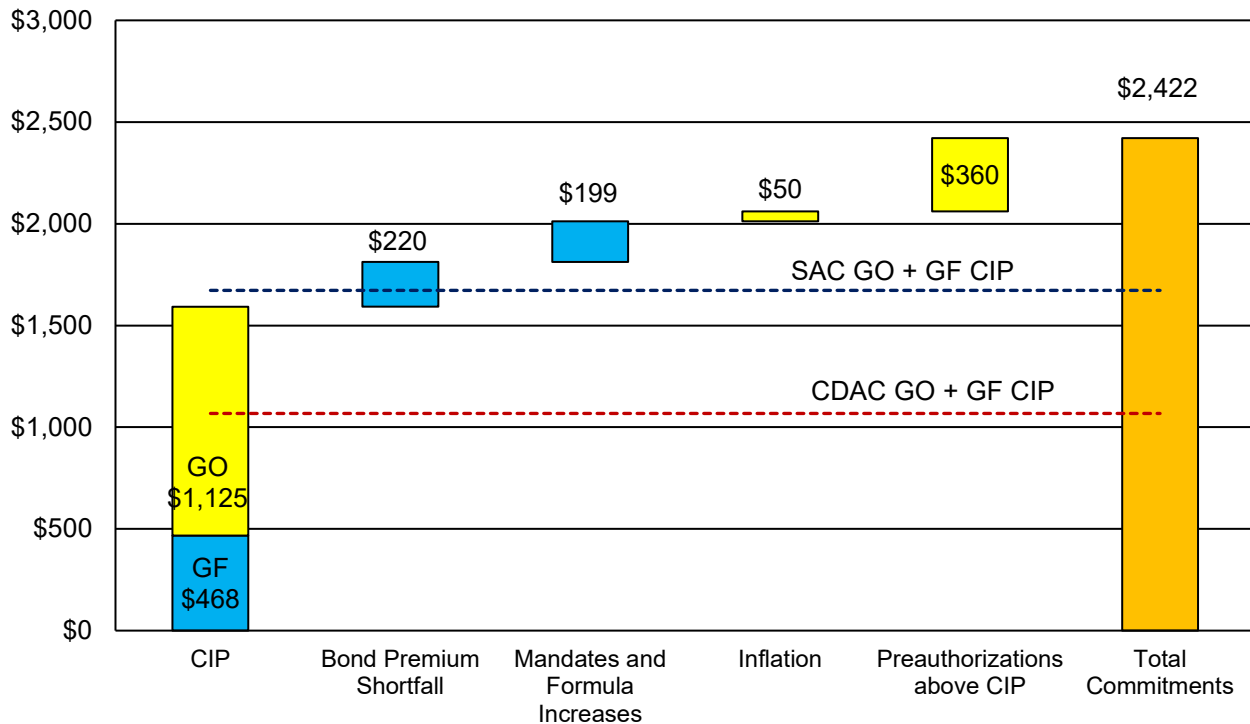 $3,000
$2,500
$2,000
$1,500
$1,000
$500
$0
$2,422
$360
$50
$199
$220
SAC GO + GF CIP
CDAC GO + GF CIP
GO
$1,125
GF
$468
CIP
Bond Premium
Shortfall
Mandates and
Formula
Increases
Inflation
Preauthorizations
above CIP
Total
Commitments